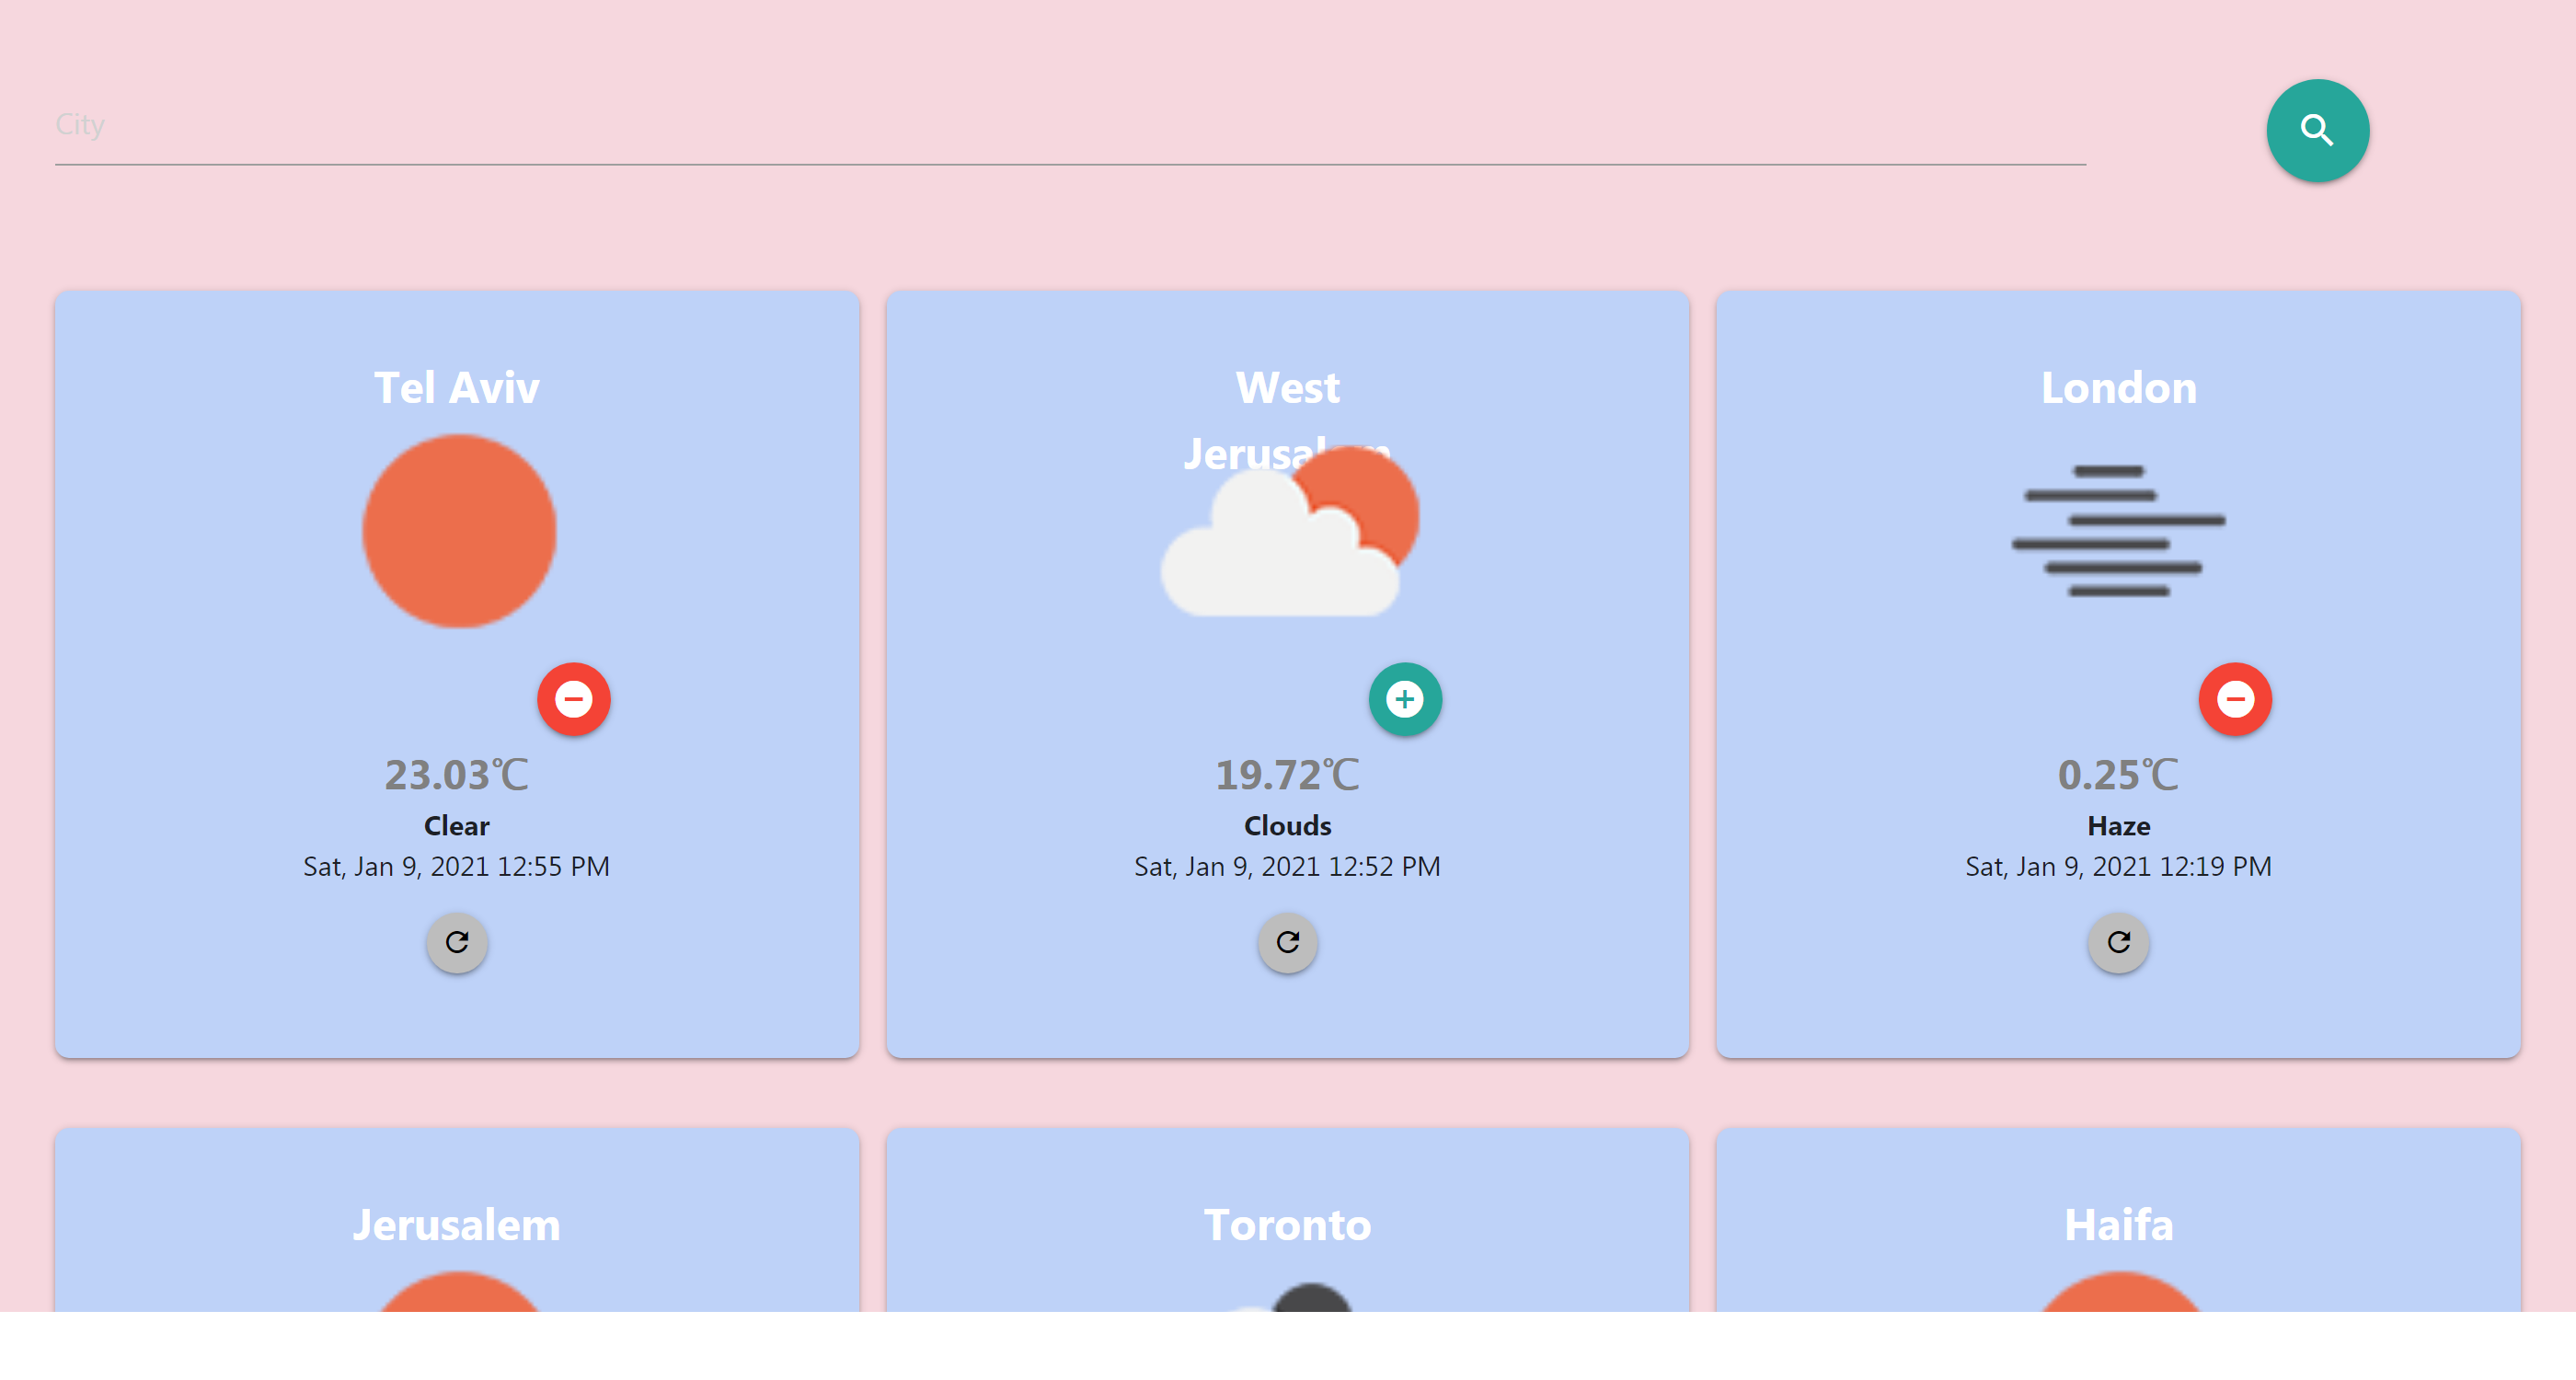 City
Tel Aviv
23.03℃
Clear
Sat, Jan 9, 2021 12:55 PM
West
Jerusalem
19.72℃
Clouds
Sat, Jan 9, 2021 12:52 PM
London
0.25℃
Haze
Sat, Jan 9, 2021 12:19 PM
Jerusalem
Toronto
Haifa